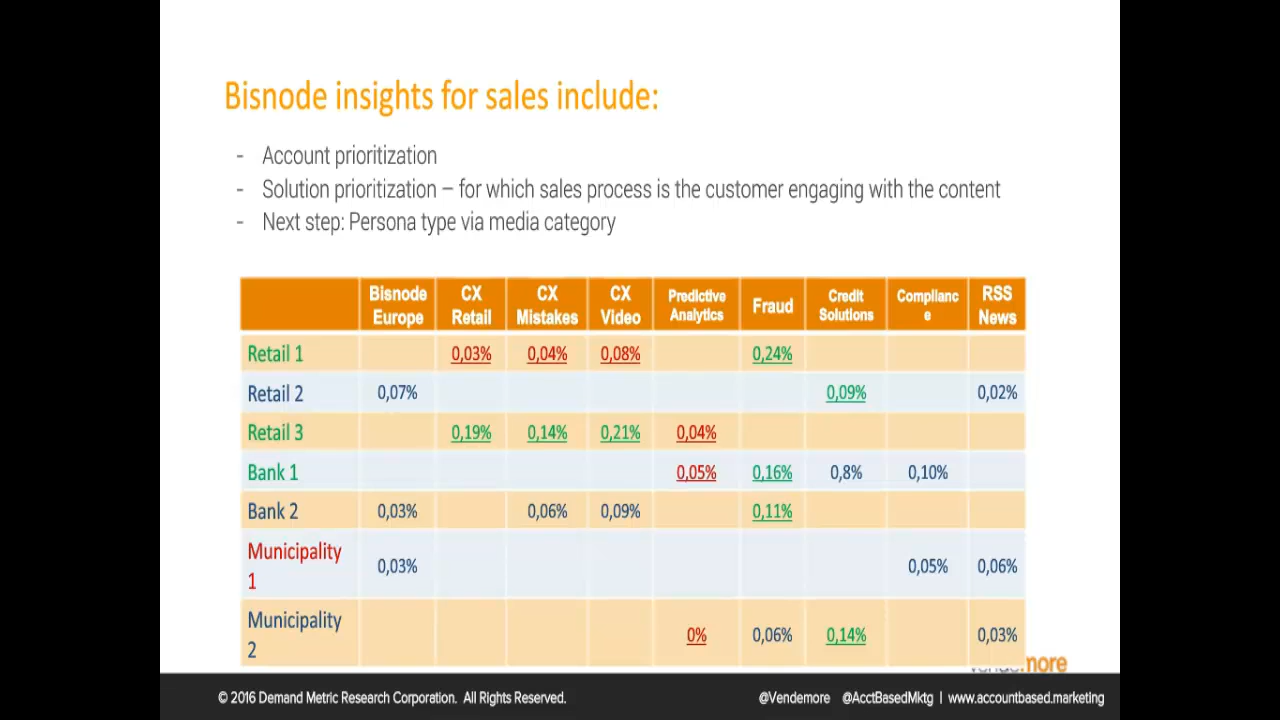 Bisnode insights for sales include:
- Account prioritization
- Solution prioritization – for which sales process is the customer engaging with the content
- Next step: Persona type via media category
Bisnode Europe CX Retail CX Mistakes CX Video Predictive Analytics Fraud Credit Solutions Complianc e RSS News
Retail 1 0,03% 0,04% 0,08% 0,24%
Retail 2 0,07% 0,09% 0,02%
Retail 3 0,19% 0,14% 0,21% 0,04%
Bank 1 0,05% 0,16% 0,8% 0,10%
Bank 2 0,03% 0,06% 0,09% 0,11%
Municipality 1 0,03% 0,05% 0,06%
Municipality 2 0% 0,06% 0,14% 0,03%
vendemore
© 2016 Demand Metric Research Corporation. All Rights Reserved.
@Vendemore @AcctBasedMktg | www.accountbased.marketing